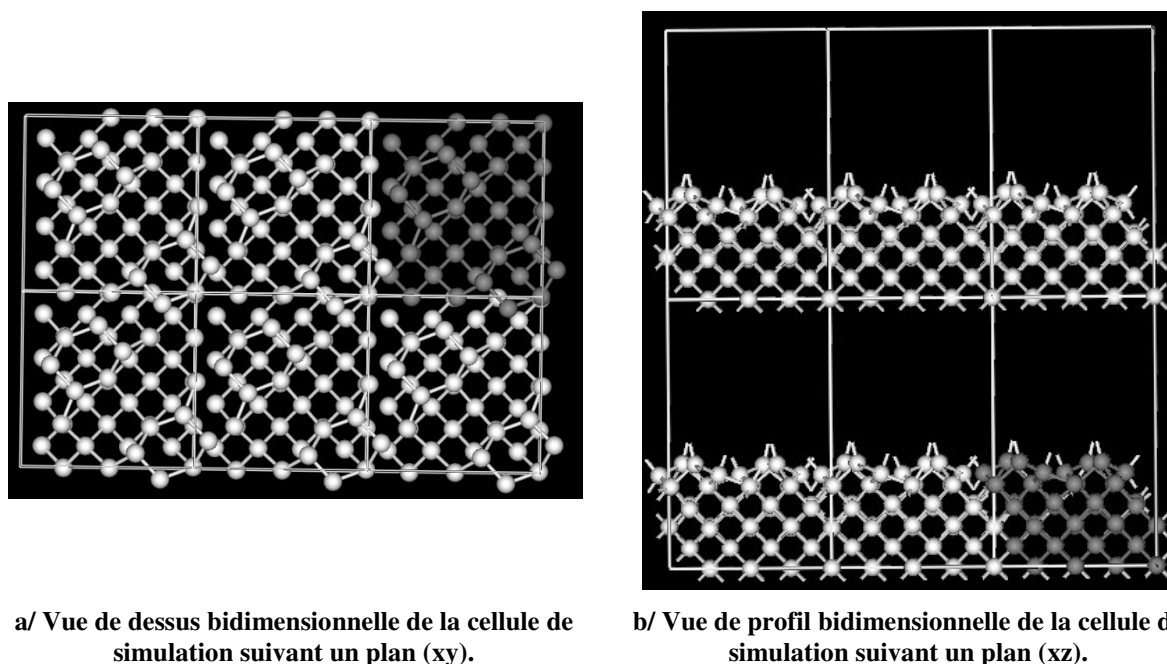 a/ Vue de dessus bidimensionnelle de la cellule de
simulation suivant un plan (xy).
b/ Vue de profil bidimensionnelle de la cellule d
simulation suivant un plan (xz).